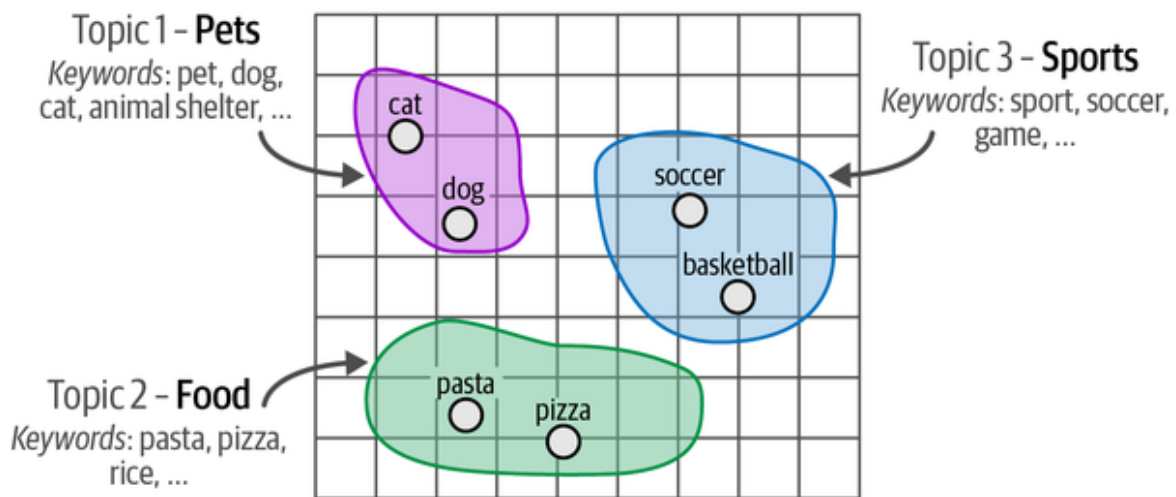 Topic 1 – Pets
Keywords: pet, dog,
cat, animal shelter, ...
cat
dog
Topic 3 – Sports
Keywords: sport, soccer,
game, ...
soccer
basketball
Topic 2 – Food
Keywords: pasta, pizza,
rice, ...
pasta
pizza